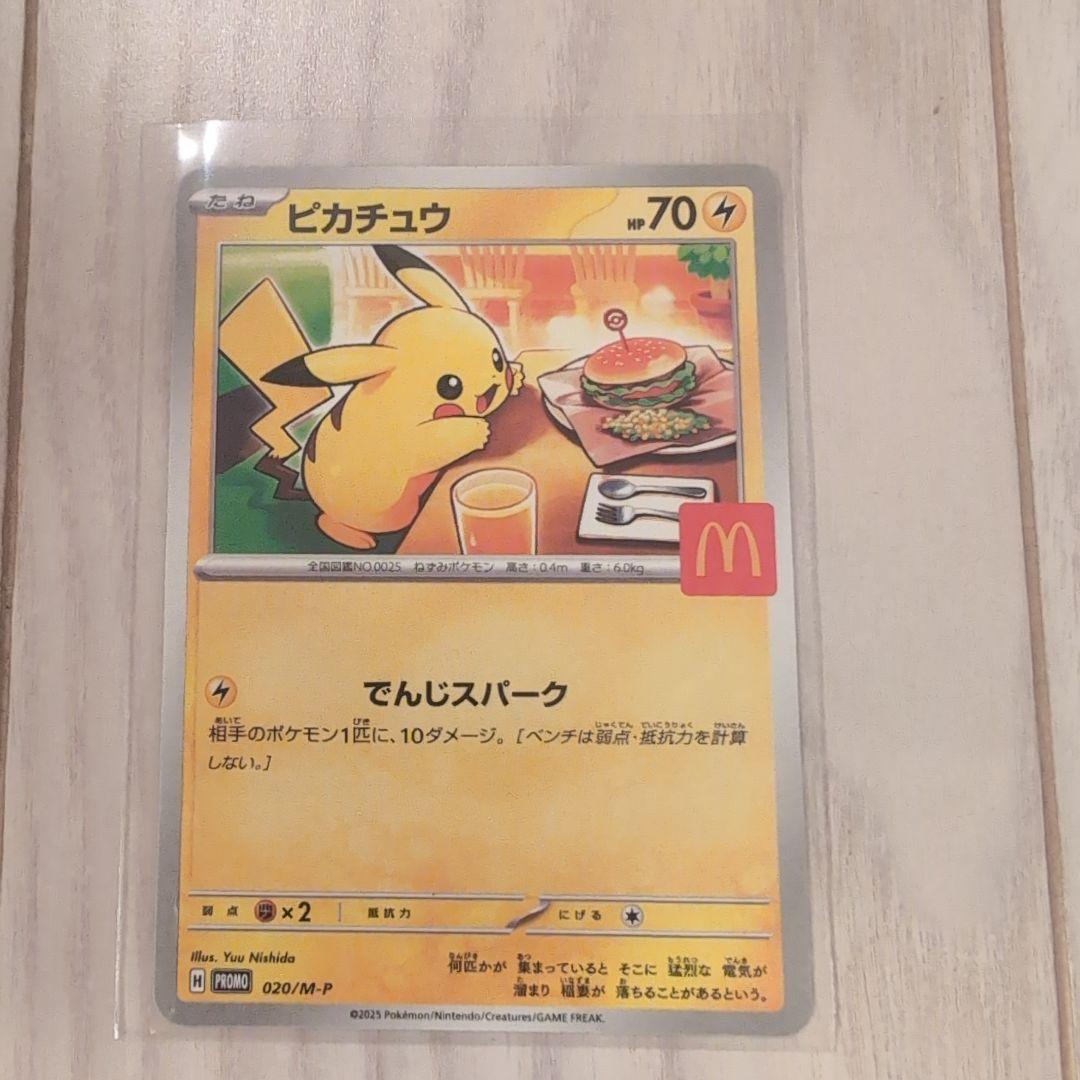 たね
ピカチュウ
HP70
全国図鑑NO.0025 ねずみポケモン 高さ:0.4m 重さ:6.0kg
M
でんじスパーク
相手のポケモン1匹に、10ダメージ。[ベンチは弱点・抵抗力を計算
しない。]
弱点 ×2 抵抗力 にげる
Illus. Yuu Nishida
H PROMO 020/M-P
何匹かが 集まっていると そこに 猛烈な 電気が
溜まり 稲妻が 落ちることがあるという。
©2025 Pokémon/Nintendo/Creatures/GAME FREAK.